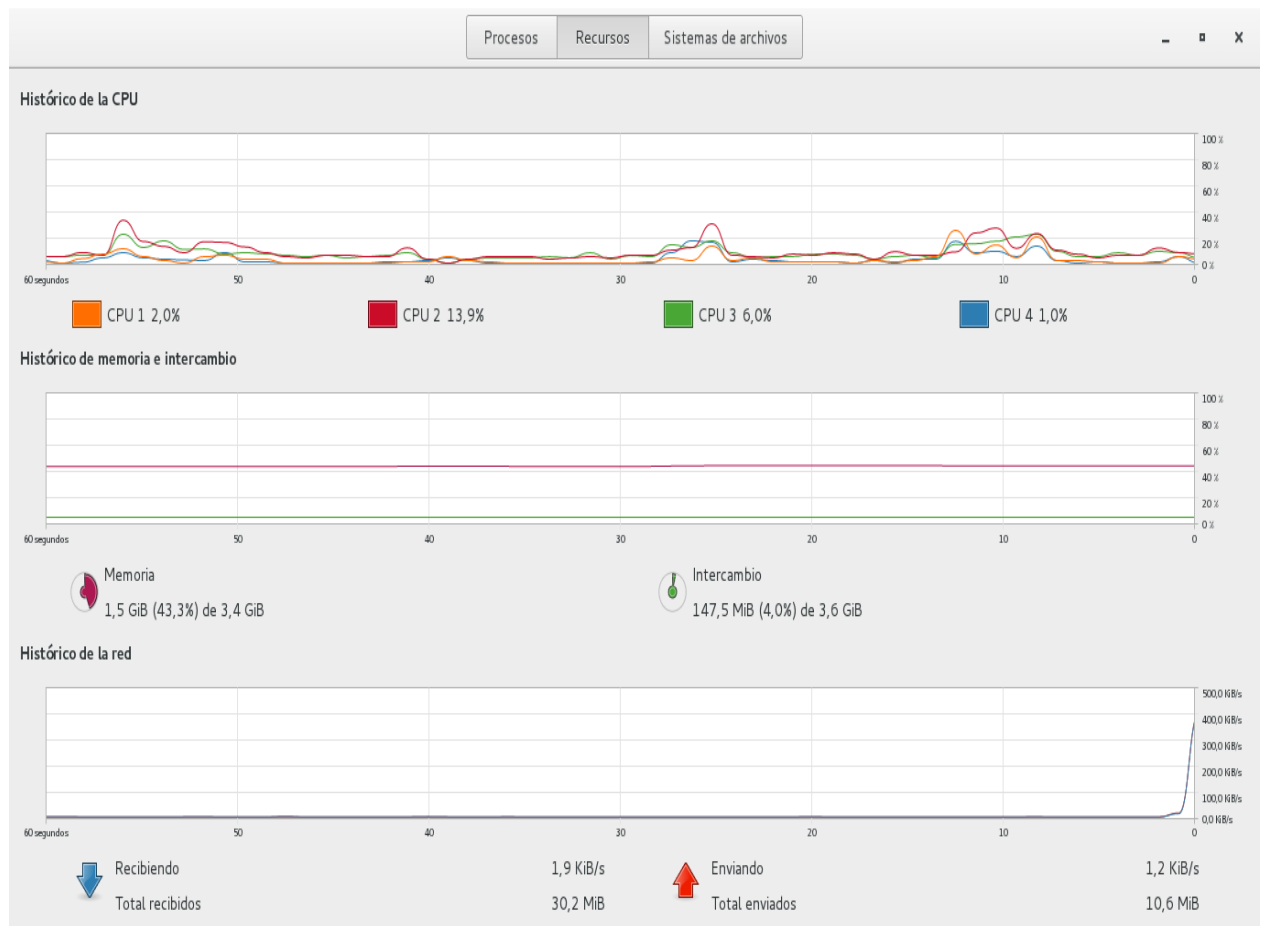 Procesos Recursos Sistemas de archivos
Histórico de la CPU
100 %
80 %
60 %
40 %
20 %
0 %
60 segundos 50 40 30 20 10 0
CPU 1 2,0% CPU 2 13,9% CPU 3 6,0% CPU 4 1,0%
Histórico de memoria e intercambio
100 %
80 %
60 %
40 %
20 %
0 %
60 segundos 50 40 30 20 10 0
Memoria Intercambio
1,5 GiB (43,3%) de 3,4 GiB 147,5 MiB (4,0%) de 3,6 GiB
Histórico de la red
500,0 KiB/s
400,0 KiB/s
300,0 KiB/s
200,0 KiB/s
100,0 KiB/s
0,0 KiB/s
60 segundos 50 40 30 20 10 0
Recibiendo 1,9 KiB/s Enviando 1,2 KiB/s
Total recibidos 30,2 MiB Total enviados 10,6 MiB